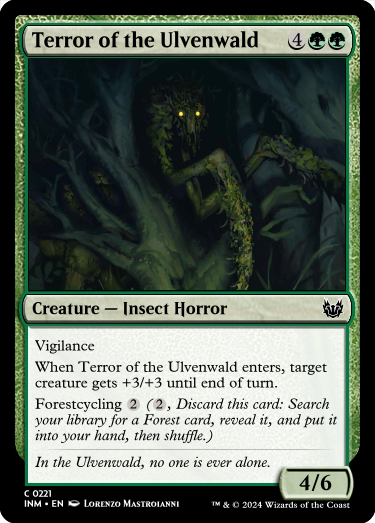 Terror of the Ulvenwald 4
Creature — Insect Horror
Vigilance
When Terror of the Ulvenwald enters, target
creature gets +3/+3 until end of turn.
Forestcycling 2 (2, Discard this card: Search
your library for a Forest card, reveal it, and put it
into your hand, then shuffle.)
In the Ulvenwald, no one is ever alone.
4/6
C 0221
INM • EN Lorenzo Mastroianni
™ & © 2024 Wizards of the Coast